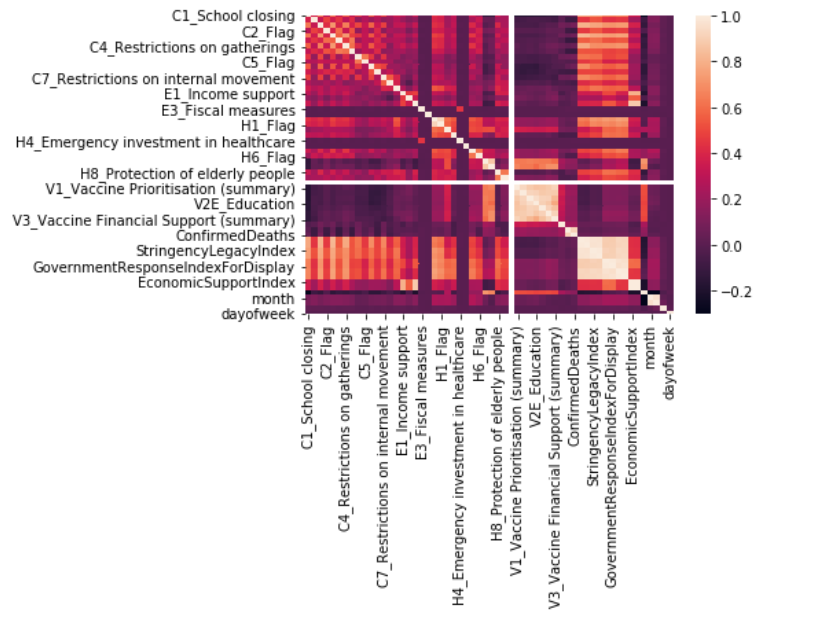 C1_School closing
C2_Flag
C4_Restrictions on gatherings
C5_Flag
C7_Restrictions on internal movement
E1_Income support
E3_Fiscal measures
H1_Flag
H4_Emergency investment in healthcare
H6_Flag
H8_Protection of elderly people
V1_Vaccine Prioritisation (summary)
V2E_Education
V3_Vaccine Financial Support (summary)
ConfirmedDeaths
StringencyLegacyIndex
GovernmentResponseIndexForDisplay
EconomicSupportIndex
month
dayofweek
C1_School closing
C2_Flag
C4_Restrictions on gatherings
C5_Flag
C7_Restrictions on internal movement
E1_Income support
E3_Fiscal measures
H1_Flag
H4_Emergency investment in healthcare
H6_Flag
H8_Protection of elderly people
V1_Vaccine Prioritisation (summary)
V2E_Education
V3_Vaccine Financial Support (summary)
ConfirmedDeaths
StringencyLegacyIndex
GovernmentResponseIndexForDisplay
EconomicSupportIndex
month
dayofweek
1.0
0.8
0.6
0.4
0.2
0.0
−0.2